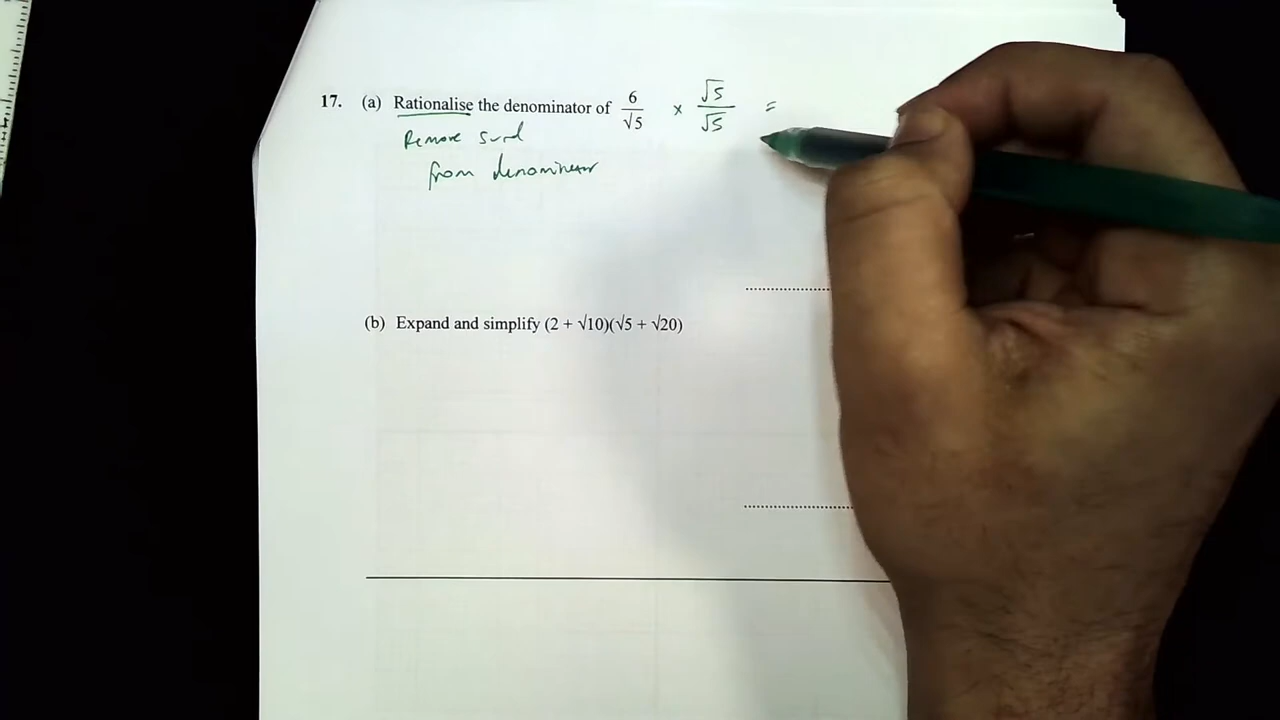 17. (a) Rationalise the denominator of 6/√5 × √5/√5 =
Remove surd
from denominator
(b) Expand and simplify (2 + √10)(√5 + √20)